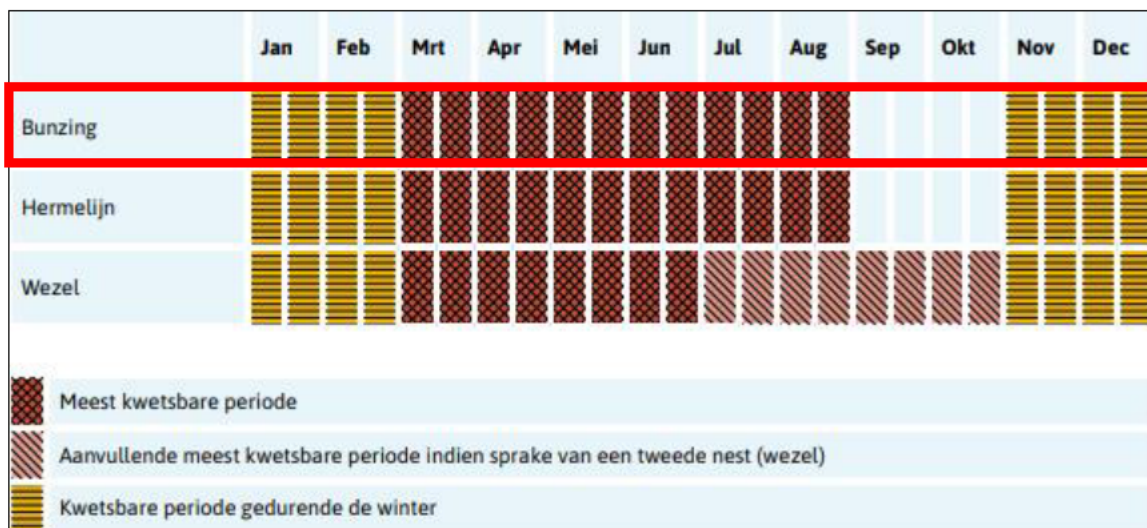 Jan Feb Mrt Apr Mei Jun Jul Aug Sep Okt Nov Dec
Bunzing
Hermelijn
Wezel
Meest kwetsbare periode
Aanvullende meest kwetsbare periode indien sprake van een tweede nest (wezel)
Kwetsbare periode gedurende de winter